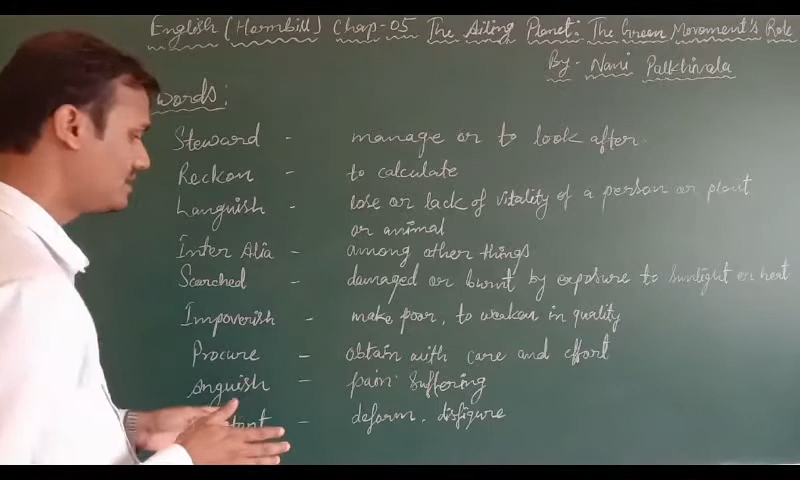 English (Hornbill) Chap-05 The Ailing Planet: The Green Movement's Role
By- Nani Palkhivala
words:
Steward - manage or to look after.
Reckon - to calculate
Languish - lose or lack of vitality of a person or plant
or animal
Inter Alia - among other things
Scorched - damaged or burnt by exposure to sunlight or heat
Impoverish - make poor, to weaken in quality
Procure - obtain with care and effort
Anguish - pain. Suffering
- deform. disfigure